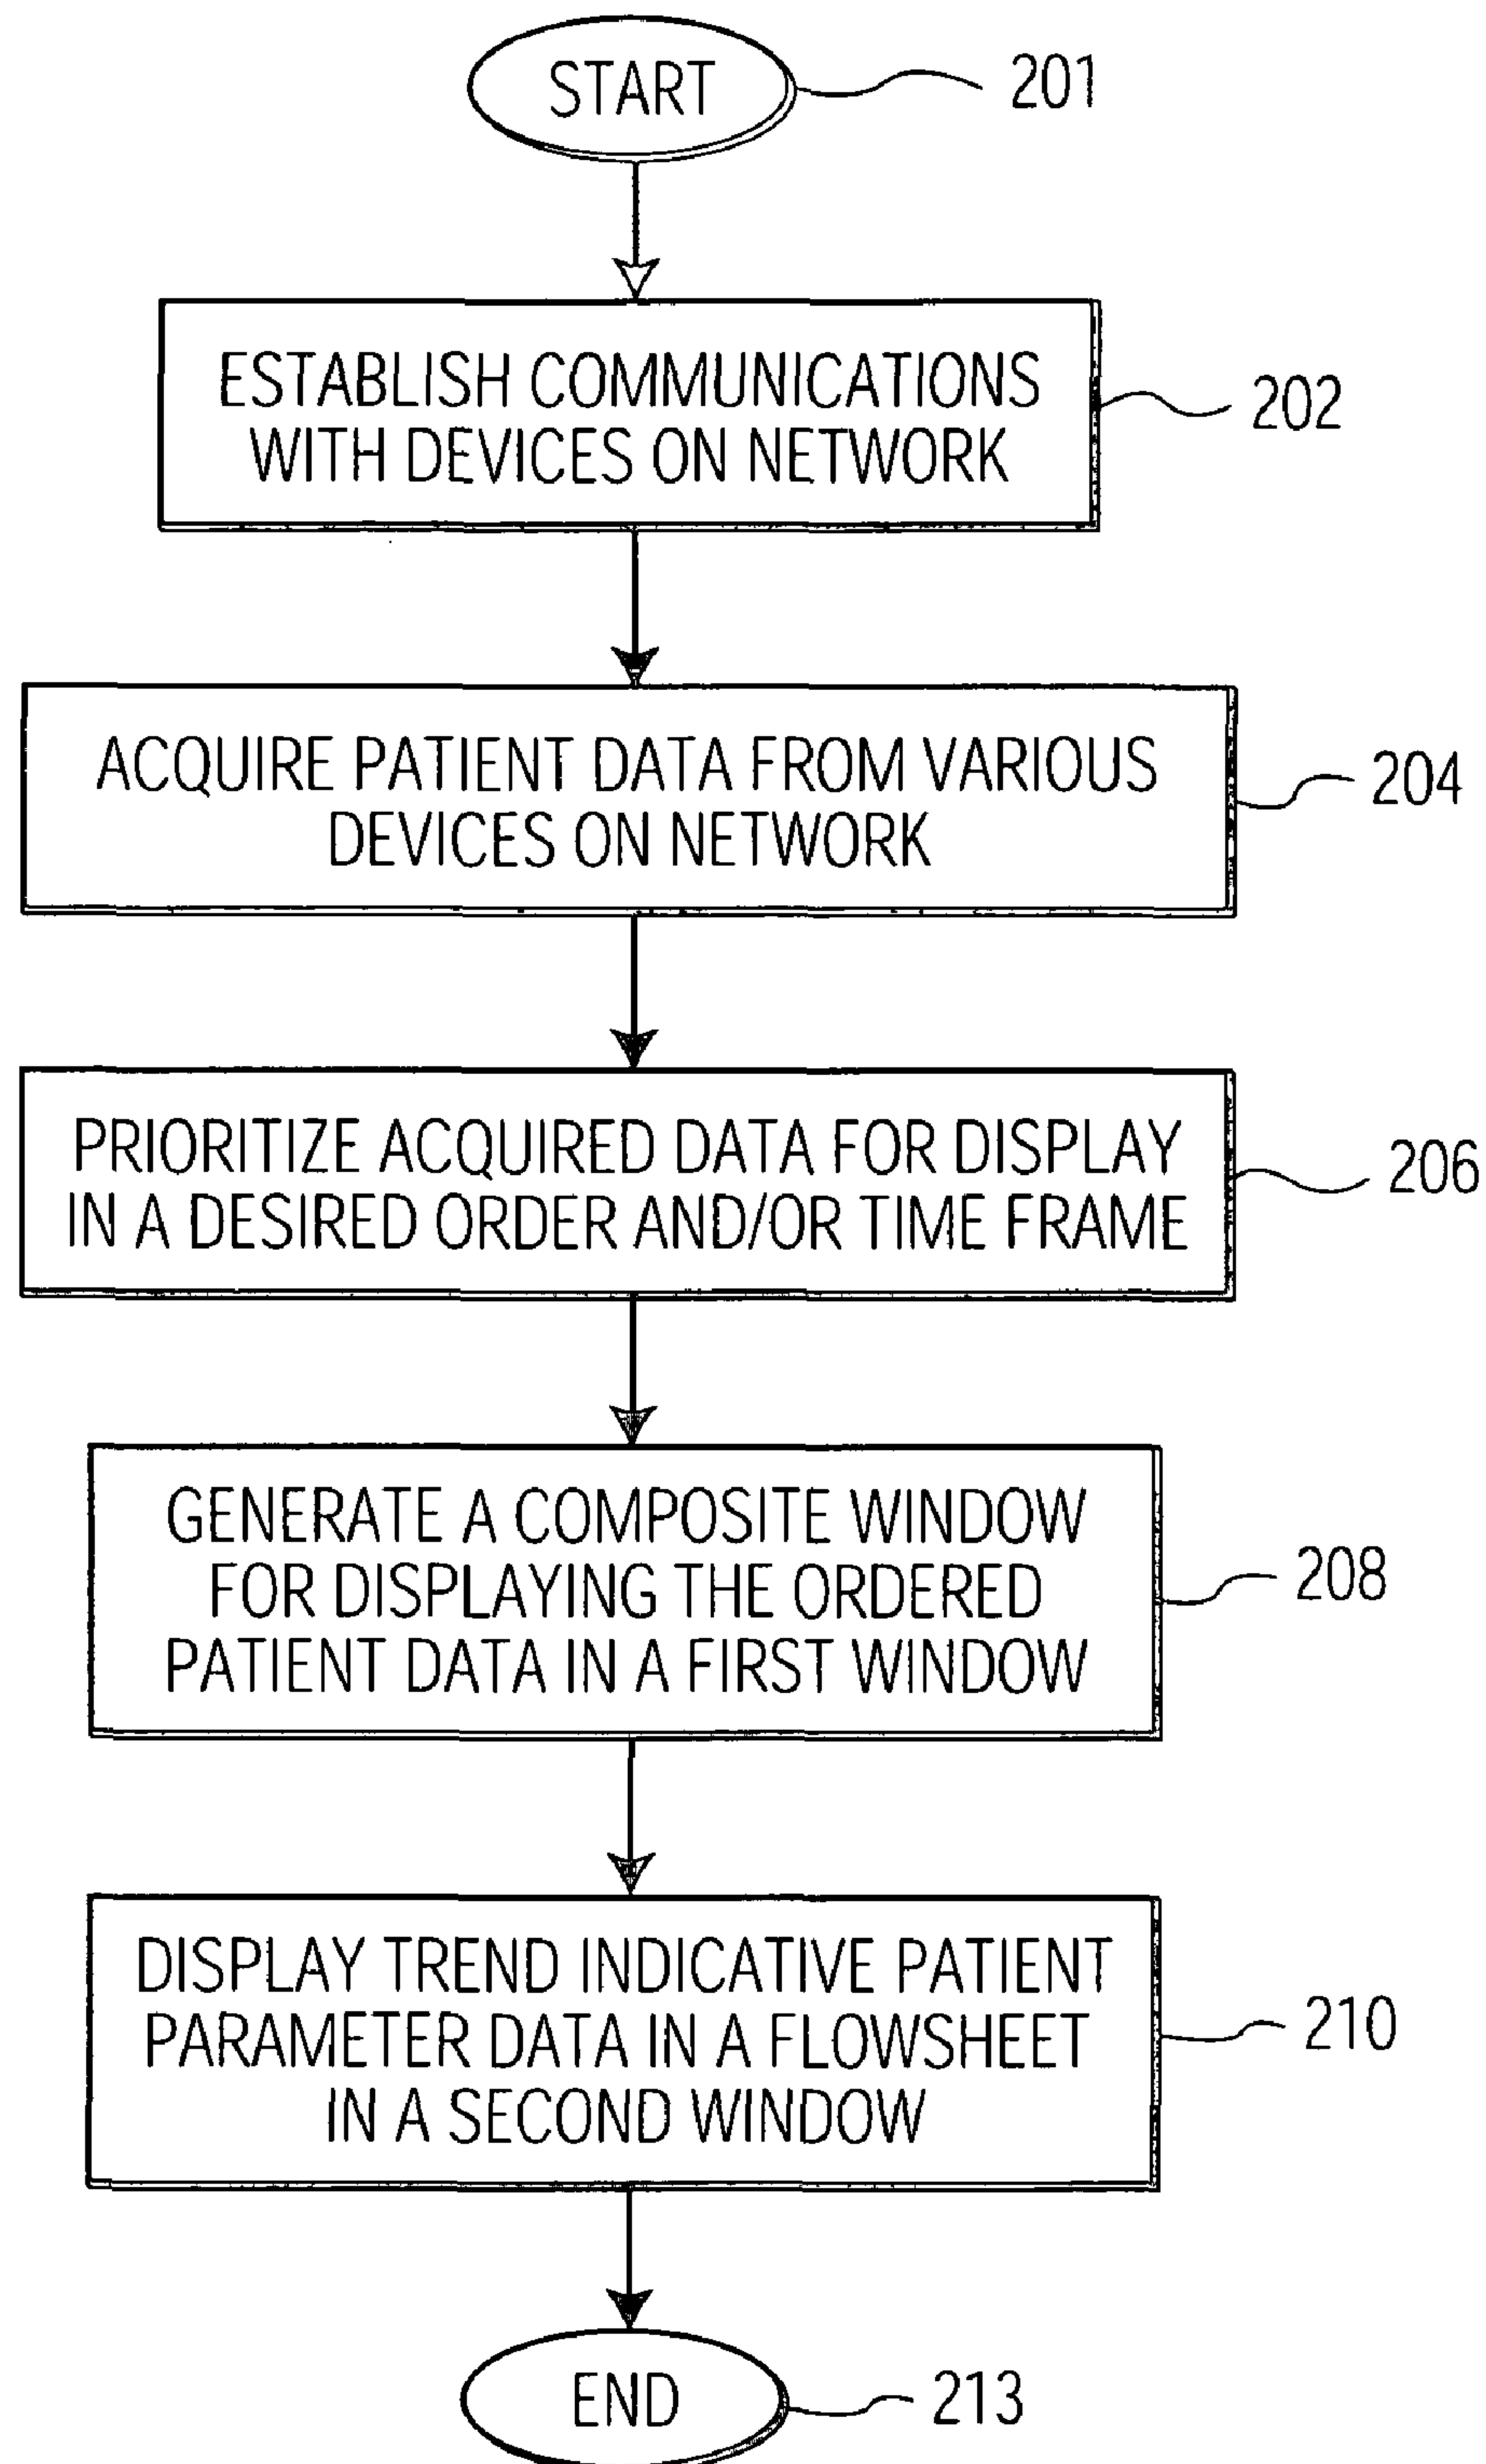 START
201
ESTABLISH COMMUNICATIONS
WITH DEVICES ON NETWORK
202
ACQUIRE PATIENT DATA FROM VARIOUS
DEVICES ON NETWORK
204
PRIORITIZE ACQUIRED DATA FOR DISPLAY
IN A DESIRED ORDER AND/OR TIME FRAME
206
GENERATE A COMPOSITE WINDOW
FOR DISPLAYING THE ORDERED
PATIENT DATA IN A FIRST WINDOW
208
DISPLAY TREND INDICATIVE PATIENT
PARAMETER DATA IN A FLOWSHEET
IN A SECOND WINDOW
210
END
213